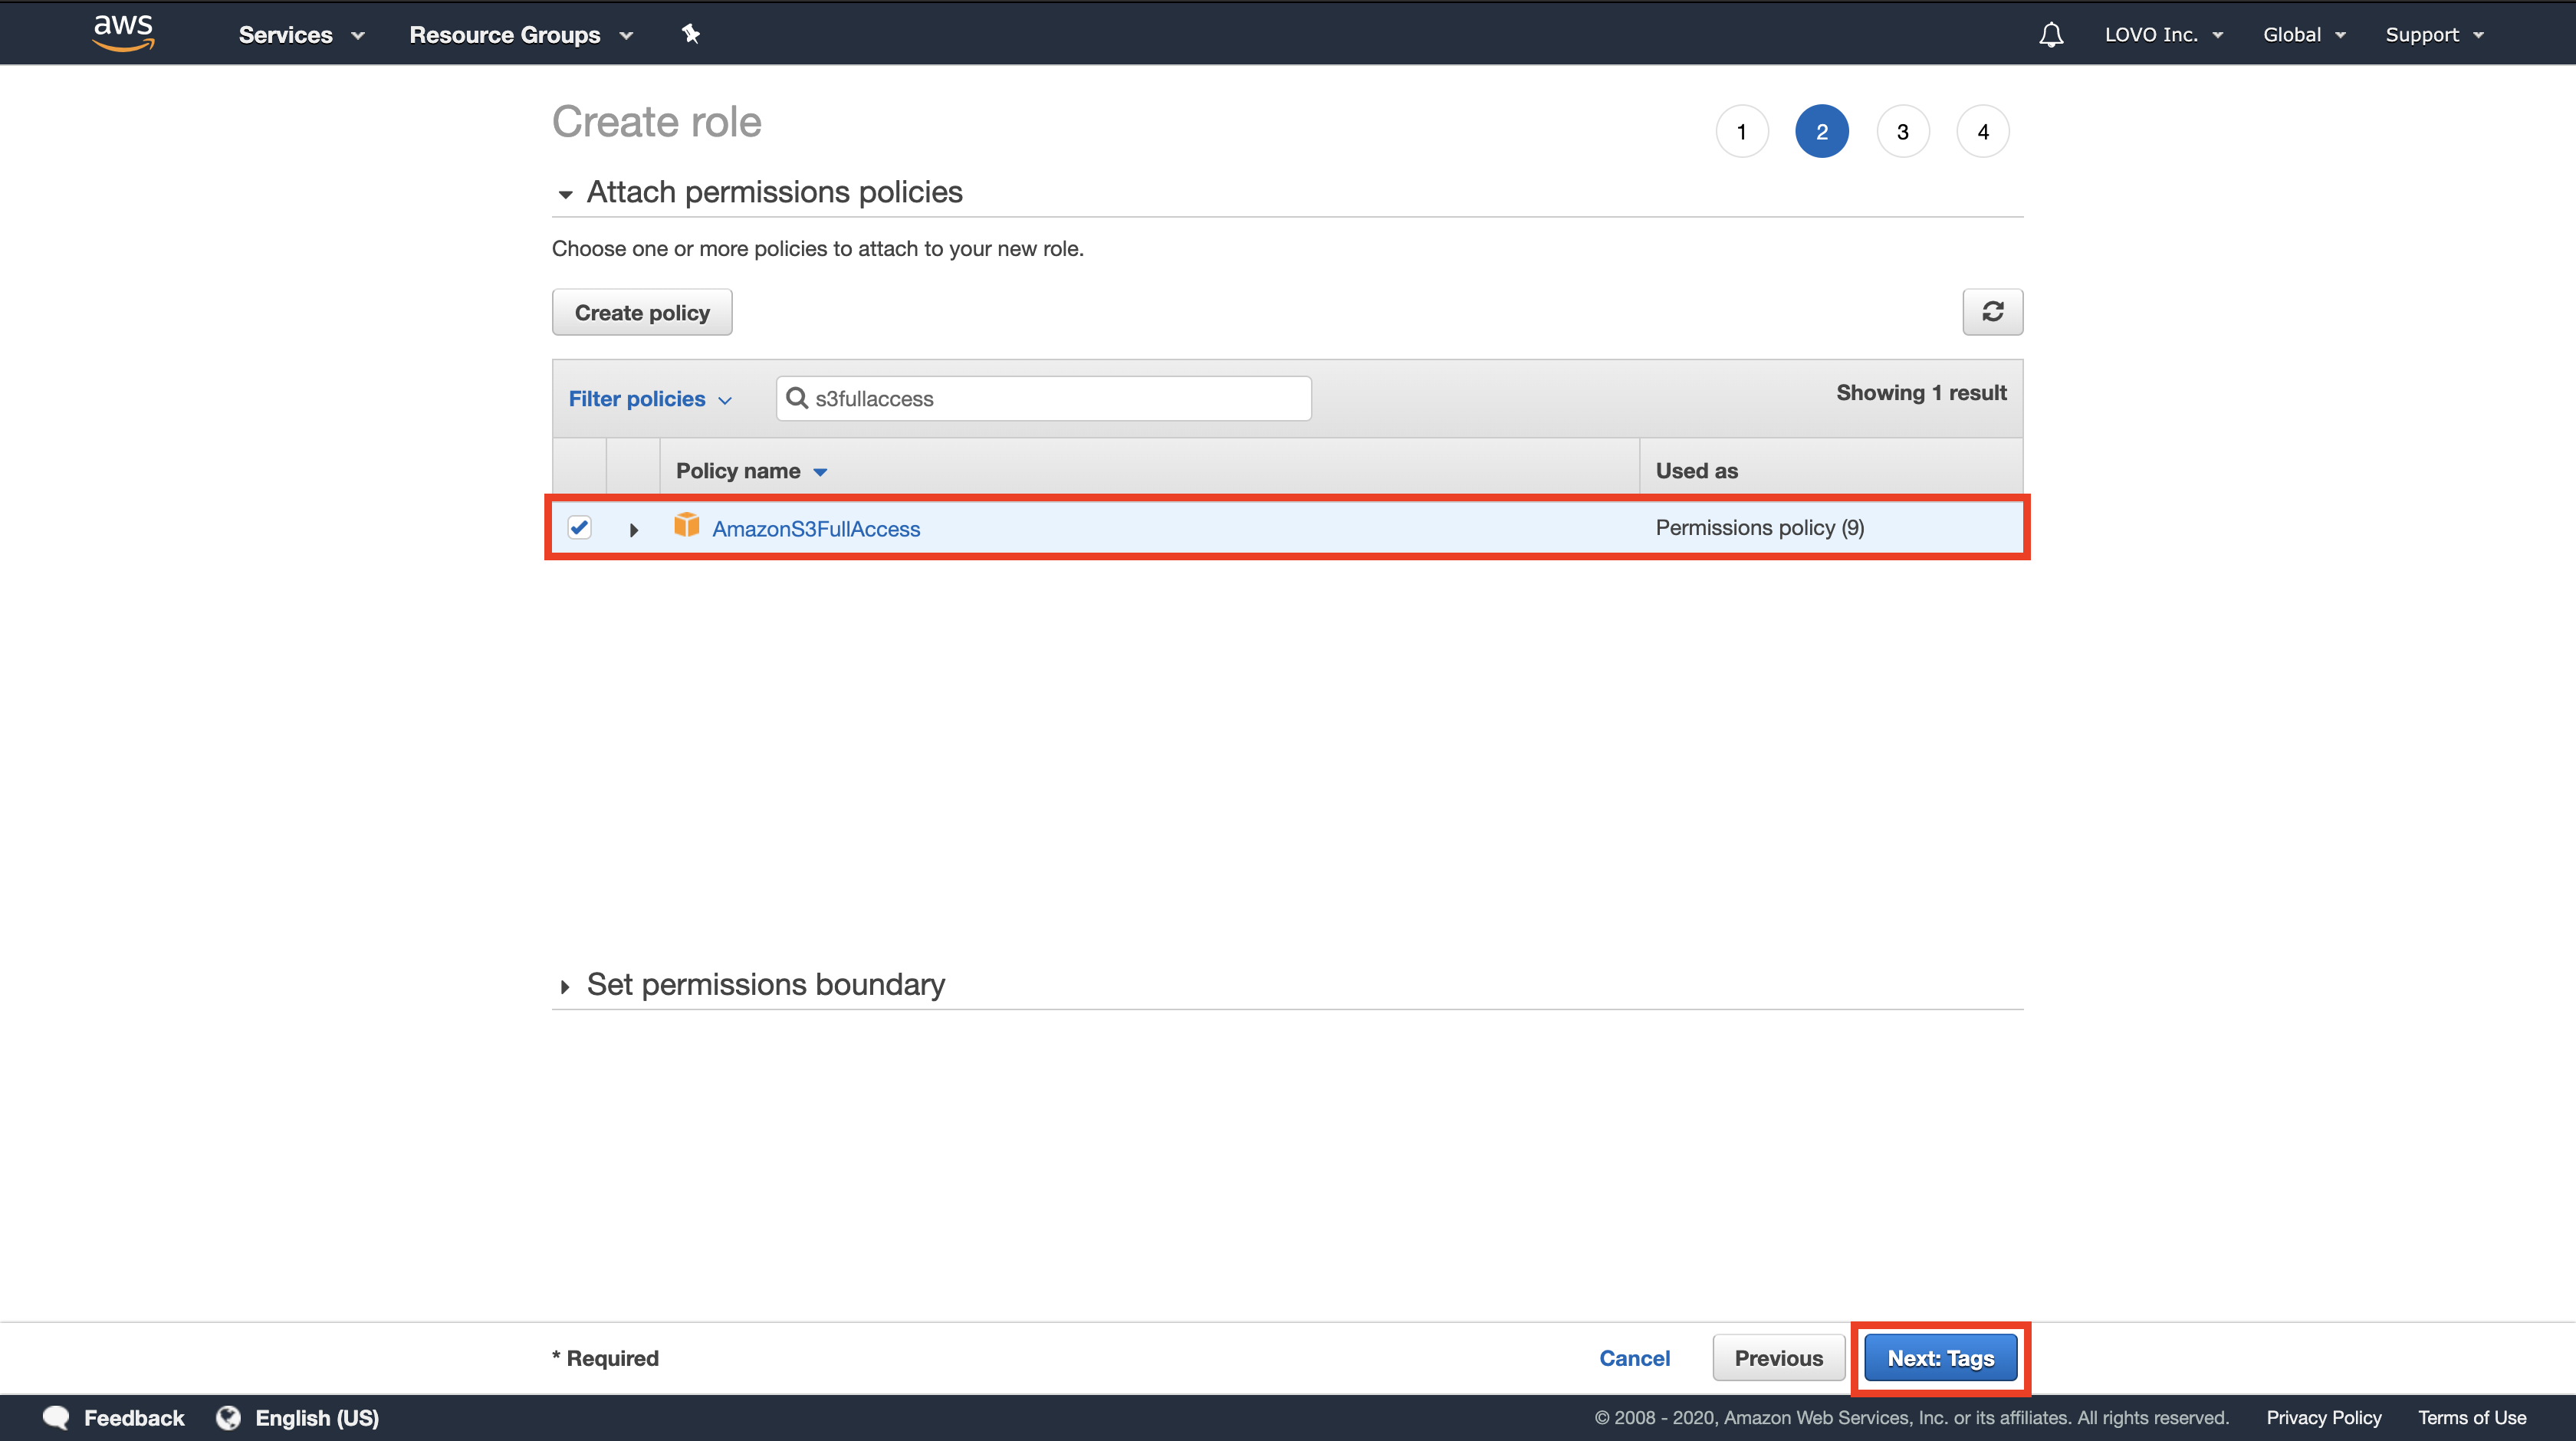 aws Services Resource Groups LOVO Inc. Global Support
Create role 1 2 3 4
Attach permissions policies
Choose one or more policies to attach to your new role.
Create policy
Filter policies s3fullaccess Showing 1 result
Policy name Used as
AmazonS3FullAccess Permissions policy (9)
Set permissions boundary
* Required Cancel Previous Next: Tags
Feedback English (US) © 2008 - 2020, Amazon Web Services, Inc. or its affiliates. All rights reserved. Privacy Policy Terms of Use